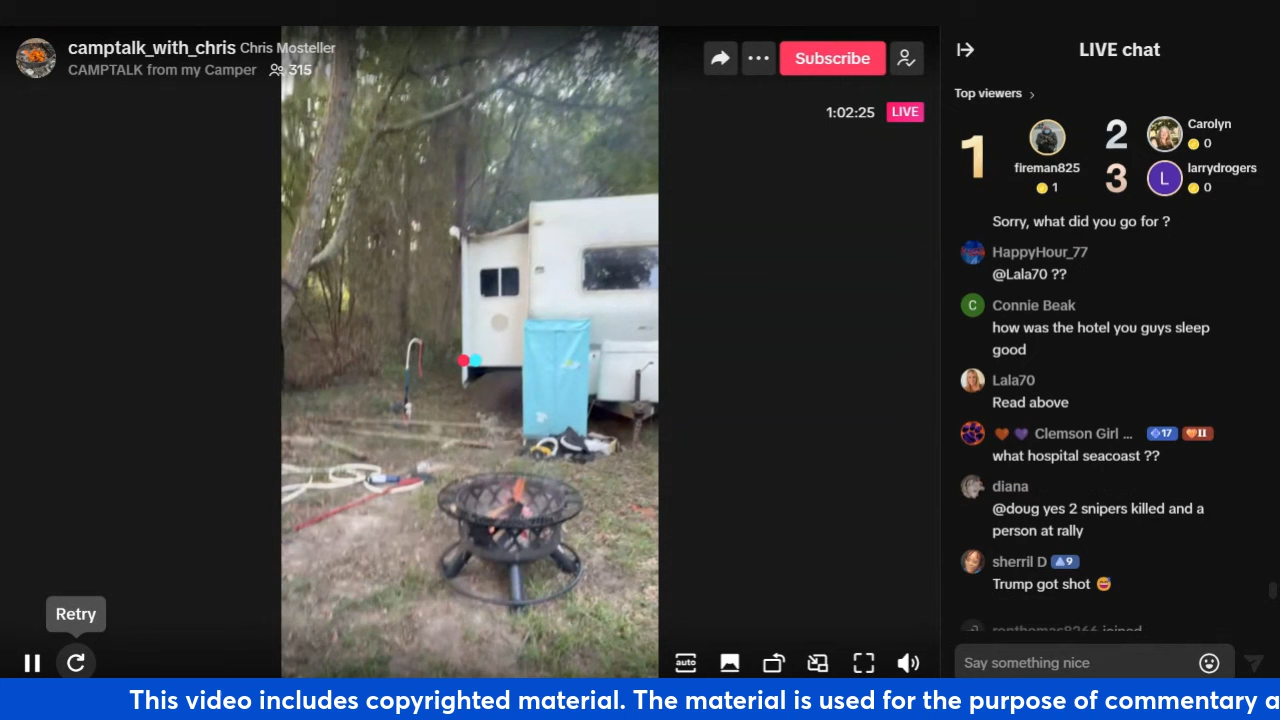 camptalk_with_chris Chris Mosteller
CAMPTALK from my Camper 315
Subscribe
1:02:25 LIVE
LIVE chat
Top viewers >
1 fireman825 1
2 Carolyn 0
3 L larrydrogers 0
Sorry, what did you go for ?
HappyHour_77
@Lala70 ??
C Connie Beak
how was the hotel you guys sleep
good
Lala70
Read above
🧡 💜 Clemson Girl ... 17 II
what hospital seacoast ??
diana
@doug yes 2 snipers killed and a
person at rally
sherril D 9
Trump got shot 😅
ronthomas8266 joined
Retry
auto
Say something nice
This video includes copyrighted material. The material is used for the purpose of commentary a